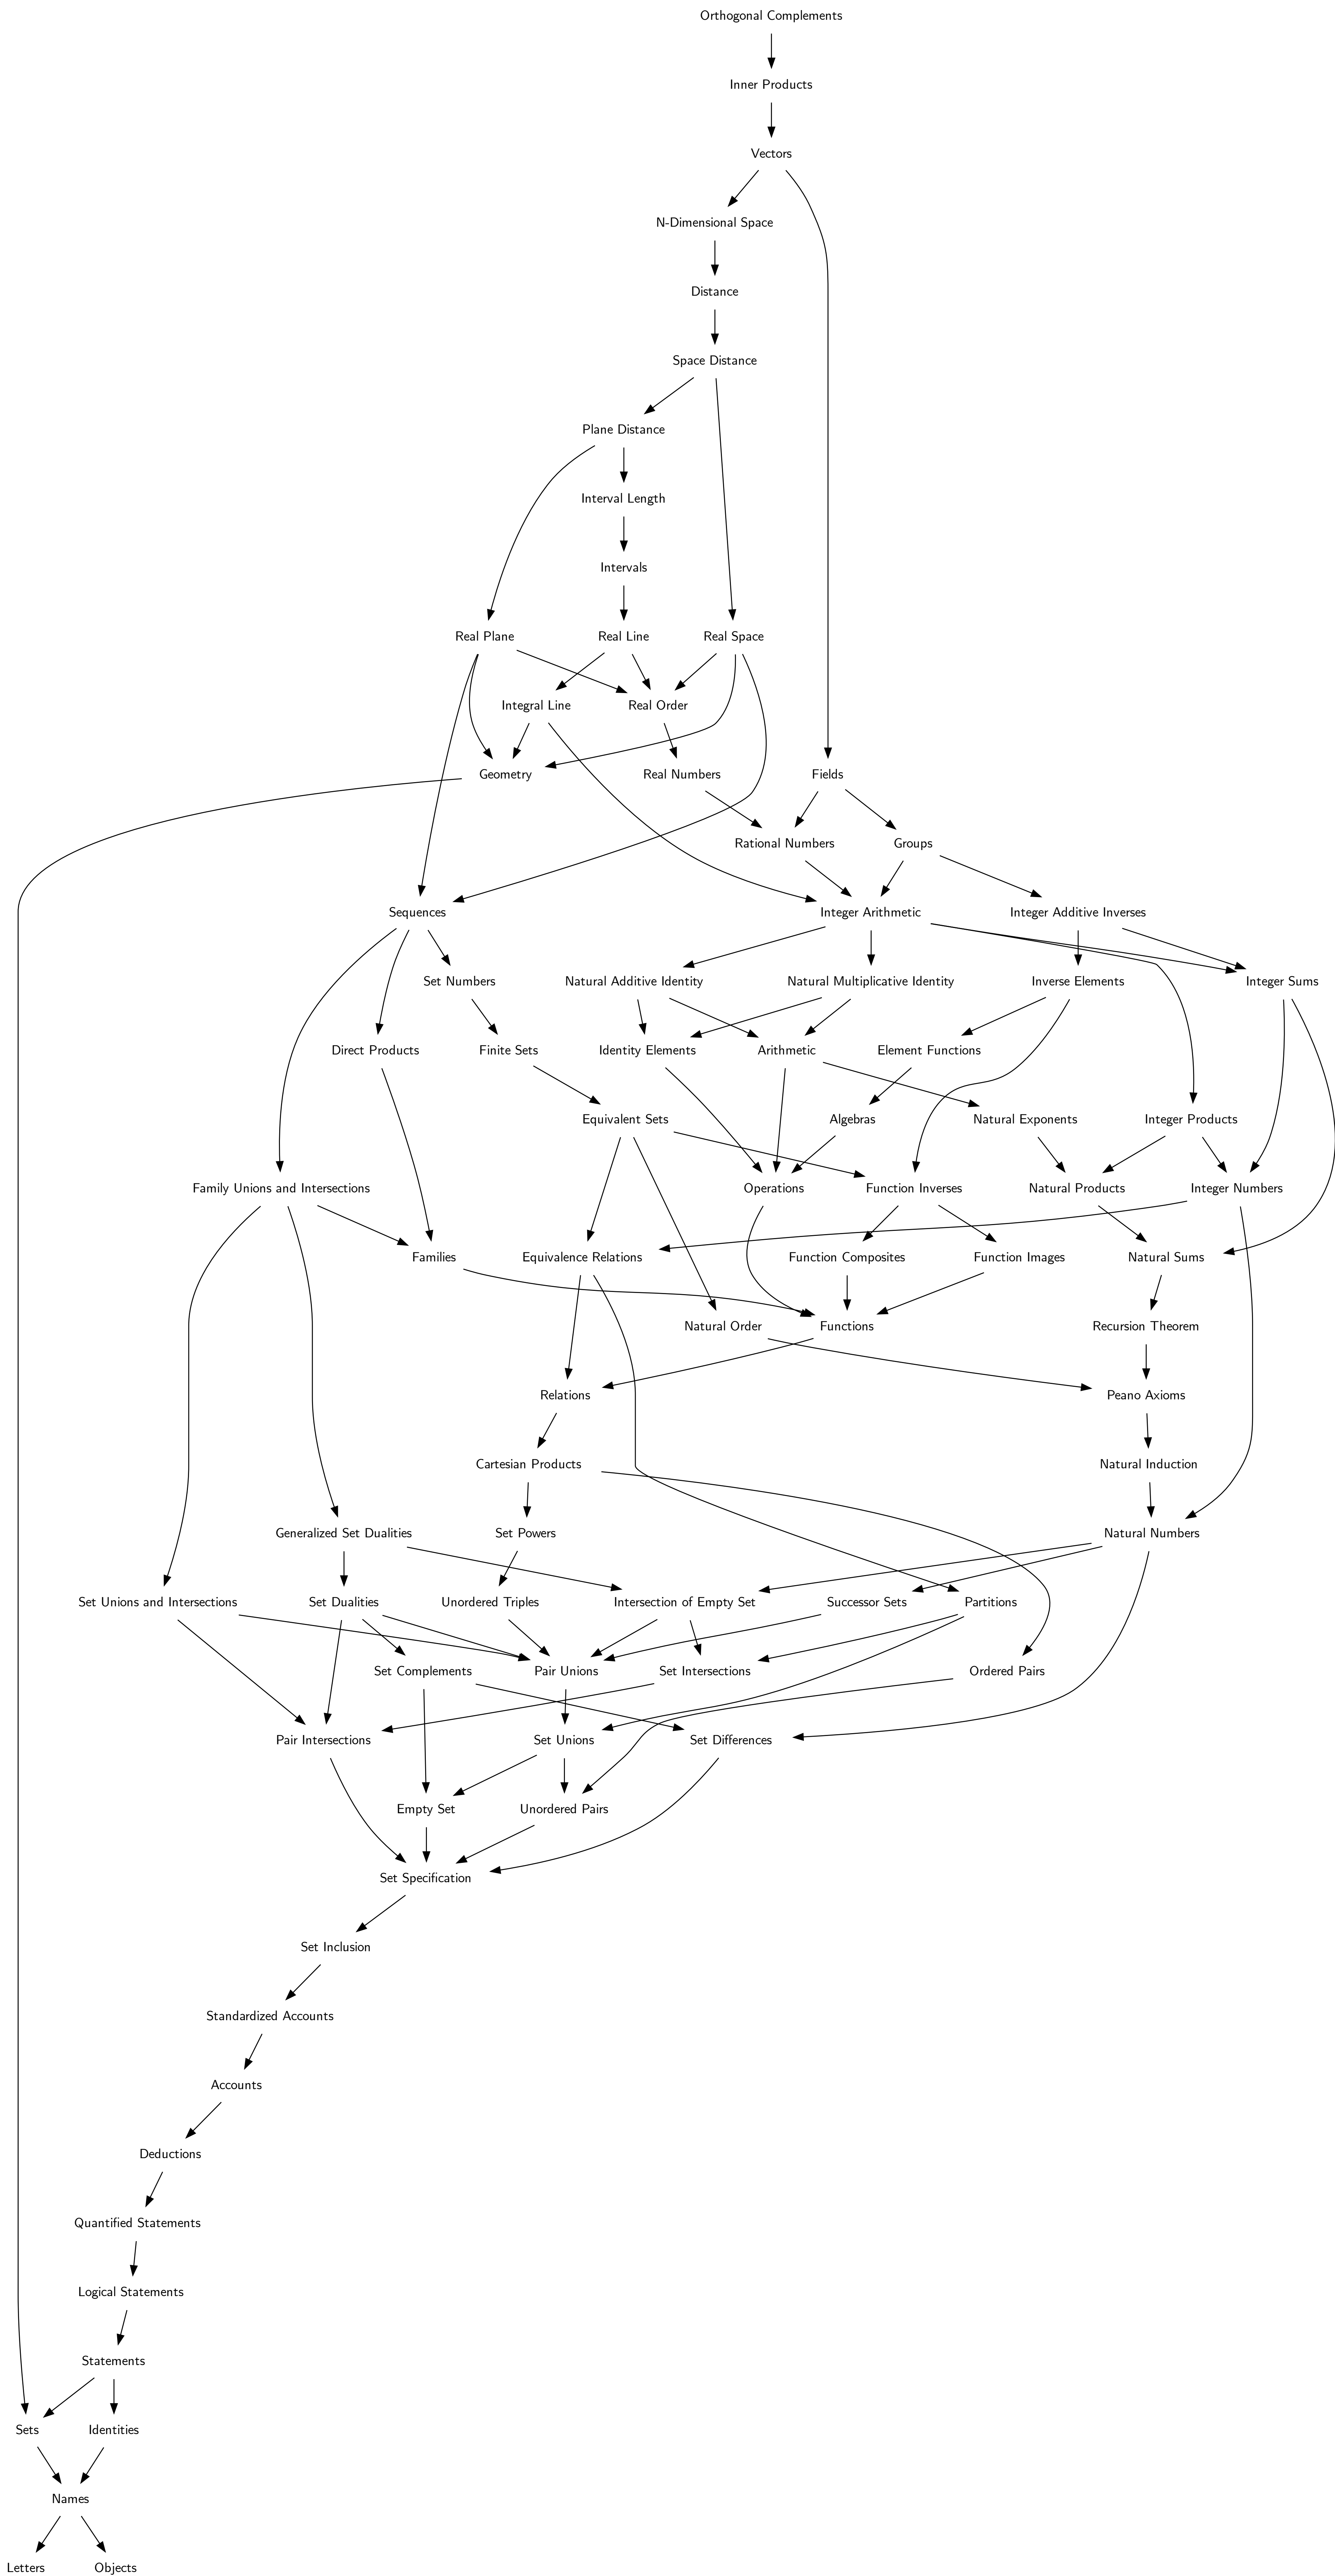 Orthogonal Complements
Inner Products
Vectors
N-Dimensional Space
Distance
Space Distance
Plane Distance
Interval Length
Intervals
Real Plane
Real Line
Real Space
Integral Line
Real Order
Geometry
Real Numbers
Fields
Rational Numbers
Groups
Sequences
Integer Arithmetic
Integer Additive Inverses
Set Numbers
Natural Additive Identity
Natural Multiplicative Identity
Inverse Elements
Integer Sums
Direct Products
Finite Sets
Identity Elements
Arithmetic
Element Functions
Equivalent Sets
Algebras
Natural Exponents
Integer Products
Family Unions and Intersections
Operations
Function Inverses
Natural Products
Integer Numbers
Families
Equivalence Relations
Function Composites
Function Images
Natural Sums
Natural Order
Functions
Recursion Theorem
Relations
Peano Axioms
Cartesian Products
Natural Induction
Generalized Set Dualities
Set Powers
Natural Numbers
Set Unions and Intersections
Set Dualities
Unordered Triples
Intersection of Empty Set
Successor Sets
Partitions
Set Complements
Pair Unions
Set Intersections
Ordered Pairs
Pair Intersections
Set Unions
Set Differences
Empty Set
Unordered Pairs
Set Specification
Set Inclusion
Standardized Accounts
Accounts
Deductions
Quantified Statements
Logical Statements
Statements
Sets
Identities
Names
Letters
Objects